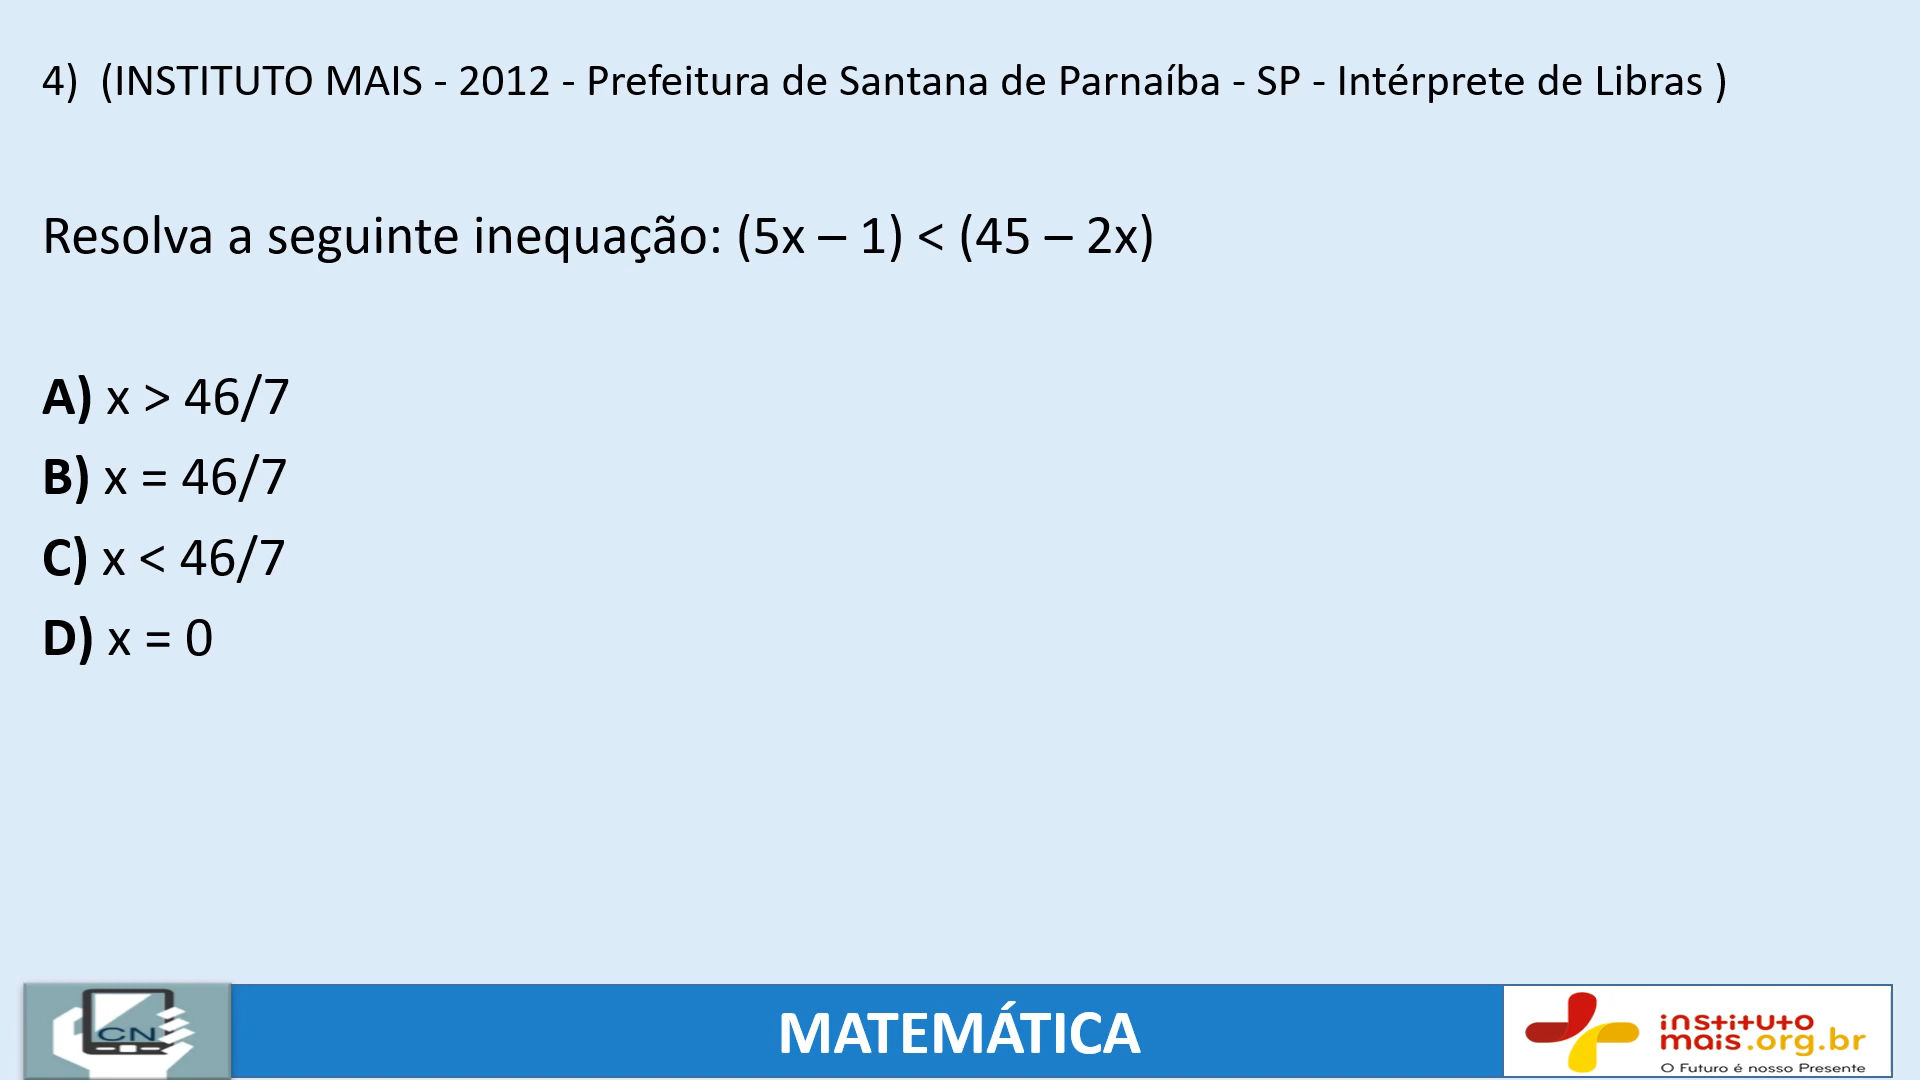 4) (INSTITUTO MAIS - 2012 - Prefeitura de Santana de Parnaíba - SP - Intérprete de Libras )
Resolva a seguinte inequação: (5x – 1) < (45 – 2x)
A) x > 46/7
B) x = 46/7
C) x < 46/7
D) x = 0
CN
MATEMÁTICA
instituto
mais.org.br
O Futuro é nosso Presente